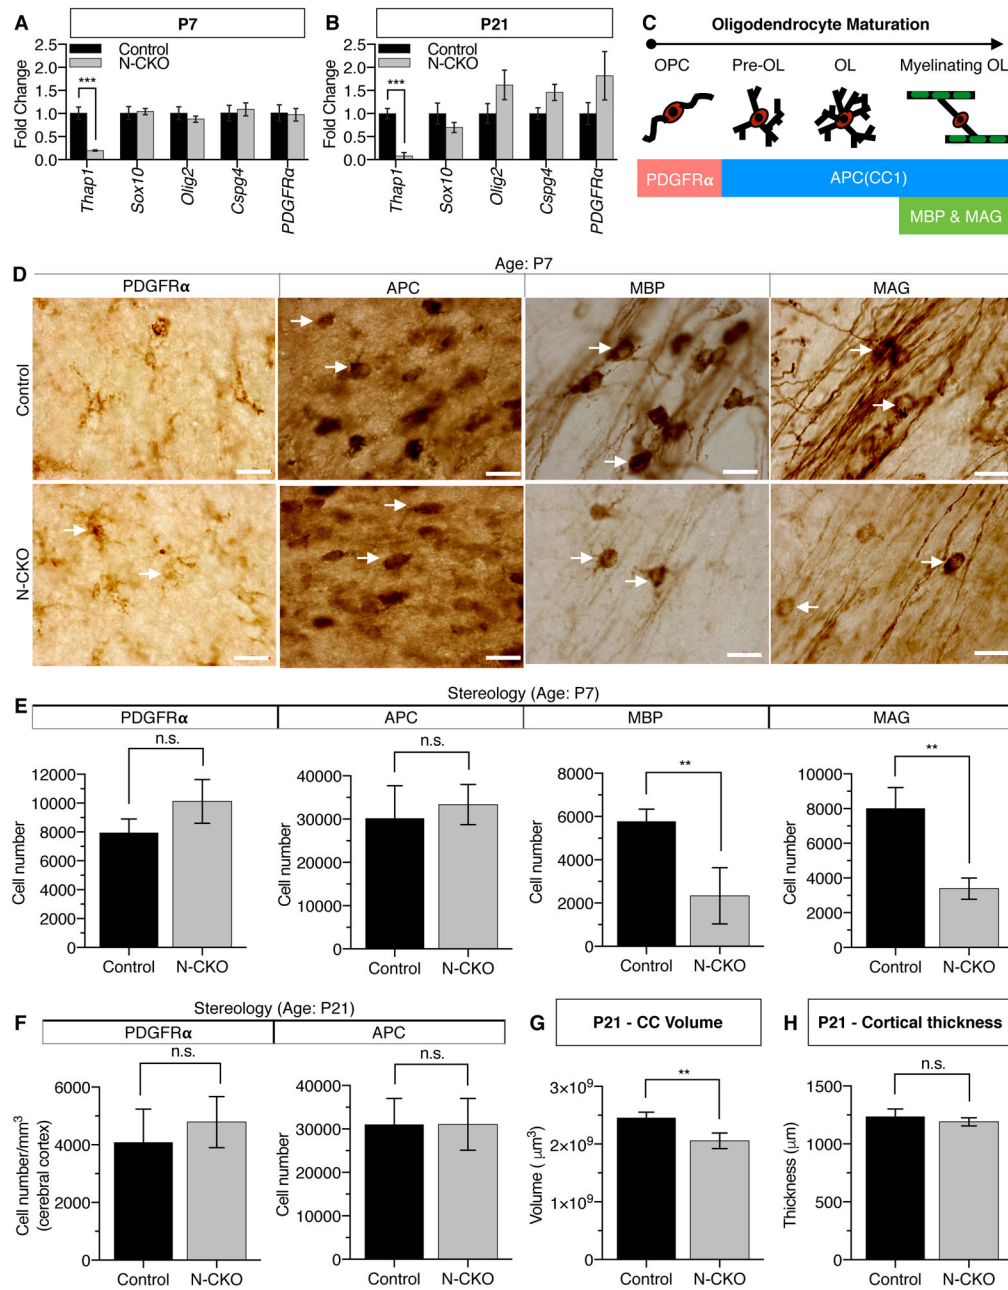 A
P7
2.5
2.0
1.5
1.0
0.5
0.0
Fold Change
Control
N-CKO
***
Thap1
Sox10
Olig2
Cspg4
PDGFRα
B
P21
2.5
2.0
1.5
1.0
0.5
0.0
Fold Change
Control
N-CKO
***
Thap1
Sox10
Olig2
Cspg4
PDGFRα
C
Oligodendrocyte Maturation
OPC Pre-OL OL Myelinating OL
PDGFRα APC(CC1)
MBP & MAG
D
Age: P7
PDGFRα APC MBP MAG
Control
N-CKO
E
Stereology (Age: P7)
PDGFRα APC MBP MAG
n.s.
12000
10000
8000
6000
4000
2000
0
Cell number
Control N-CKO
n.s.
40000
30000
20000
10000
0
Cell number
Control N-CKO
**
8000
6000
4000
2000
0
Cell number
Control N-CKO
**
10000
8000
6000
4000
2000
0
Cell number
Control N-CKO
F
Stereology (Age: P21)
PDGFRα APC
n.s.
6000
4000
2000
0
Cell number/mm³
(cerebral cortex)
Control N-CKO
n.s.
40000
30000
20000
10000
0
Cell number
Control N-CKO
G
P21 - CC Volume
**
3×10⁹
2×10⁹
1×10⁹
0
Volume ( μm³)
Control N-CKO
H
P21 - Cortical thickness
n.s.
1500
1000
500
0
Thickness (μm)
Control N-CKO